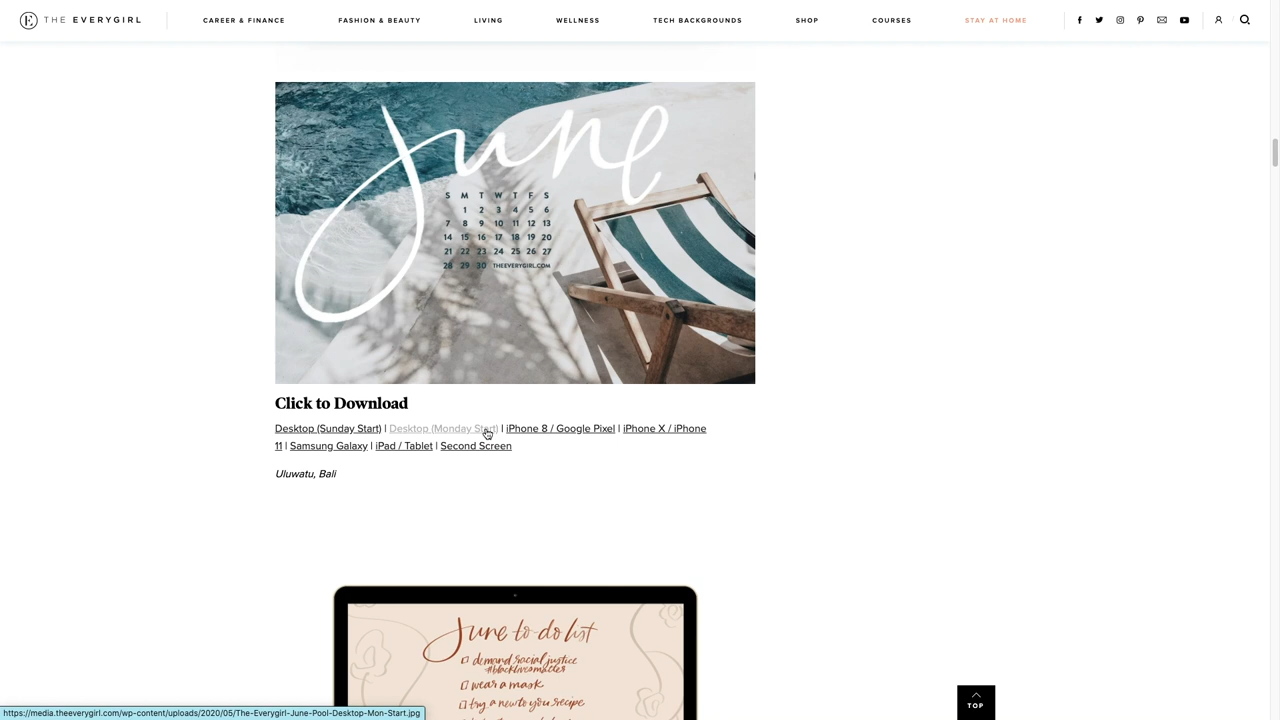 THE EVERYGIRL
CAREER & FINANCE
FASHION & BEAUTY
LIVING
WELLNESS
TECH BACKGROUNDS
SHOP
COURSES
STAY AT HOME
June
S M T W T F S
1 2 3 4 5 6
7 8 9 10 11 12 13
14 15 16 17 18 19 20
21 22 23 24 25 26 27
28 29 30 THEEVERYGIRL.COM
Click to Download
Desktop (Sunday Start) | Desktop (Monday Start) | iPhone 8 / Google Pixel | iPhone X / iPhone
11 | Samsung Galaxy | iPad / Tablet | Second Screen
Uluwatu, Bali
June to-do list
demand racial justice
#blacklivesmatter
wear a mask
try a new to you recipe
TOP
https://media.theeverygirl.com/wp-content/uploads/2020/05/The-Everygirl-June-Pool-Desktop-Mon-Start.jpg